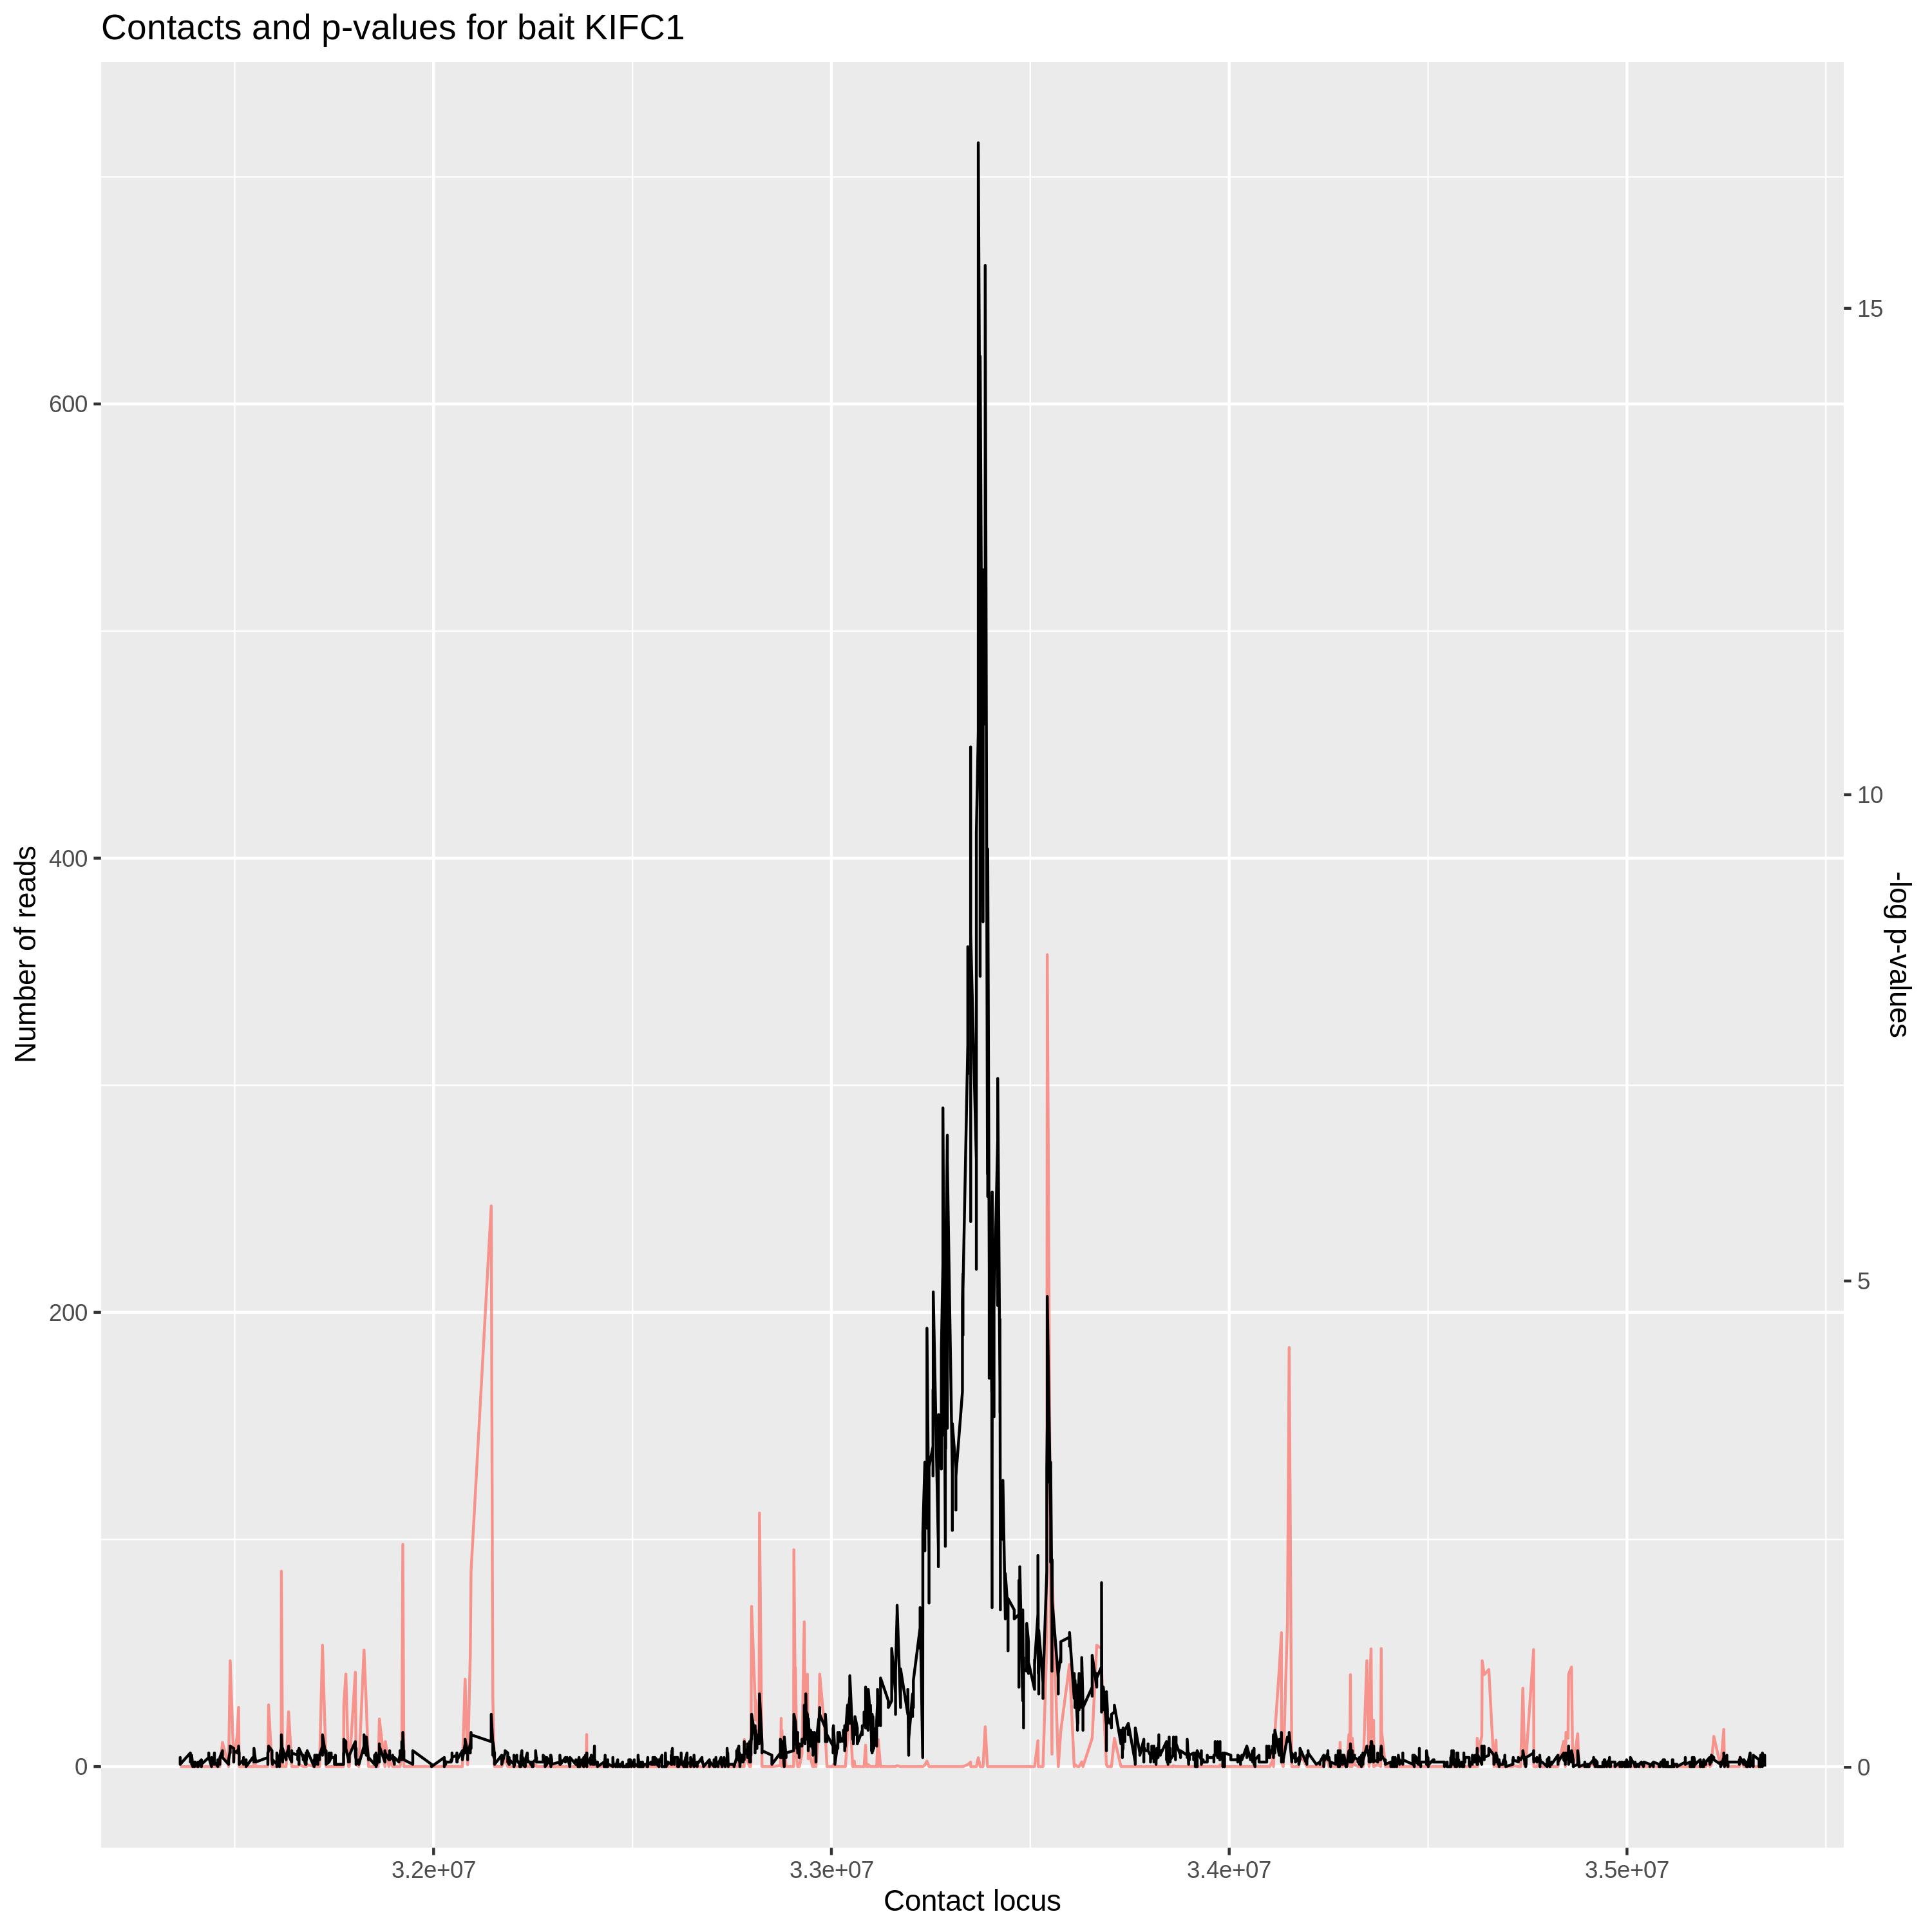 Contacts and p-values for bait KIFC1
600
400
200
0
Number of reads
15
10
5
0
-log p-values
3.2e+07 3.3e+07 3.4e+07 3.5e+07
Contact locus